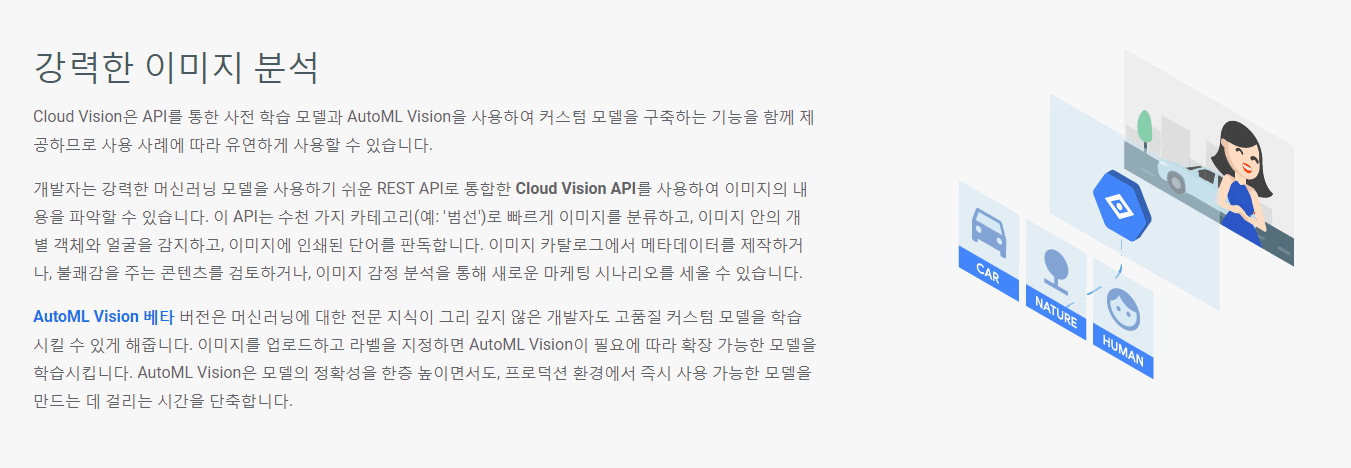 강력한 이미지 분석
Cloud Vision은 API를 통한 사전 학습 모델과 AutoML Vision을 사용하여 커스텀 모델을 구축하는 기능을 함께 제
공하므로 사용 사례에 따라 유연하게 사용할 수 있습니다.
개발자는 강력한 머신러닝 모델을 사용하기 쉬운 REST API로 통합한 Cloud Vision API를 사용하여 이미지의 내
용을 파악할 수 있습니다. 이 API는 수천 가지 카테고리(예: '범선')로 빠르게 이미지를 분류하고, 이미지 안의 개
별 객체와 얼굴을 감지하고, 이미지에 인쇄된 단어를 판독합니다. 이미지 카탈로그에서 메타데이터를 제작하거
나, 불쾌감을 주는 콘텐츠를 검토하거나, 이미지 감정 분석을 통해 새로운 마케팅 시나리오를 세울 수 있습니다.
AutoML Vision 베타 버전은 머신러닝에 대한 전문 지식이 그리 깊지 않은 개발자도 고품질 커스텀 모델을 학습
시킬 수 있게 해줍니다. 이미지를 업로드하고 라벨을 지정하면 AutoML Vision이 필요에 따라 확장 가능한 모델을
학습시킵니다. AutoML Vision은 모델의 정확성을 한층 높이면서도, 프로덕션 환경에서 즉시 사용 가능한 모델을
만드는 데 걸리는 시간을 단축합니다.
CAR
NATURE
HUMAN